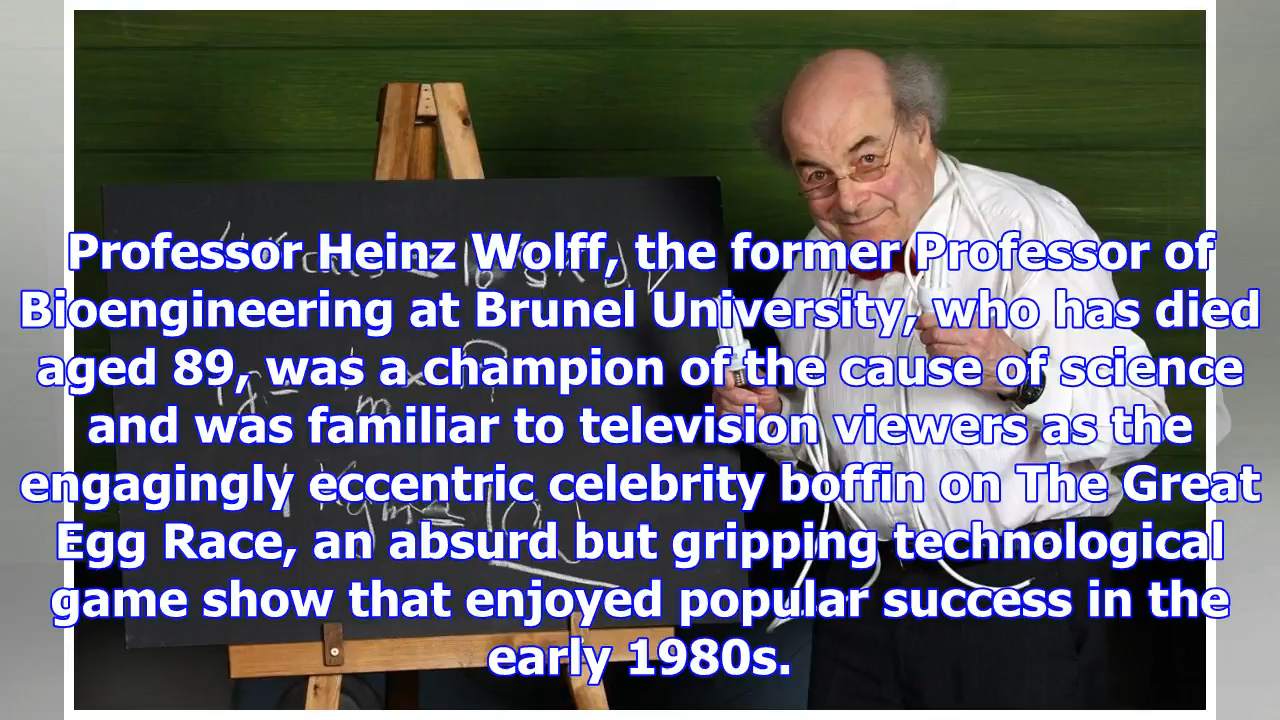 Professor Heinz Wolff, the former Professor of
Bioengineering at Brunel University, who has died
aged 89, was a champion of the cause of science
and was familiar to television viewers as the
engagingly eccentric celebrity boffin on The Great
Egg Race, an absurd but gripping technological
game show that enjoyed popular success in the
early 1980s.